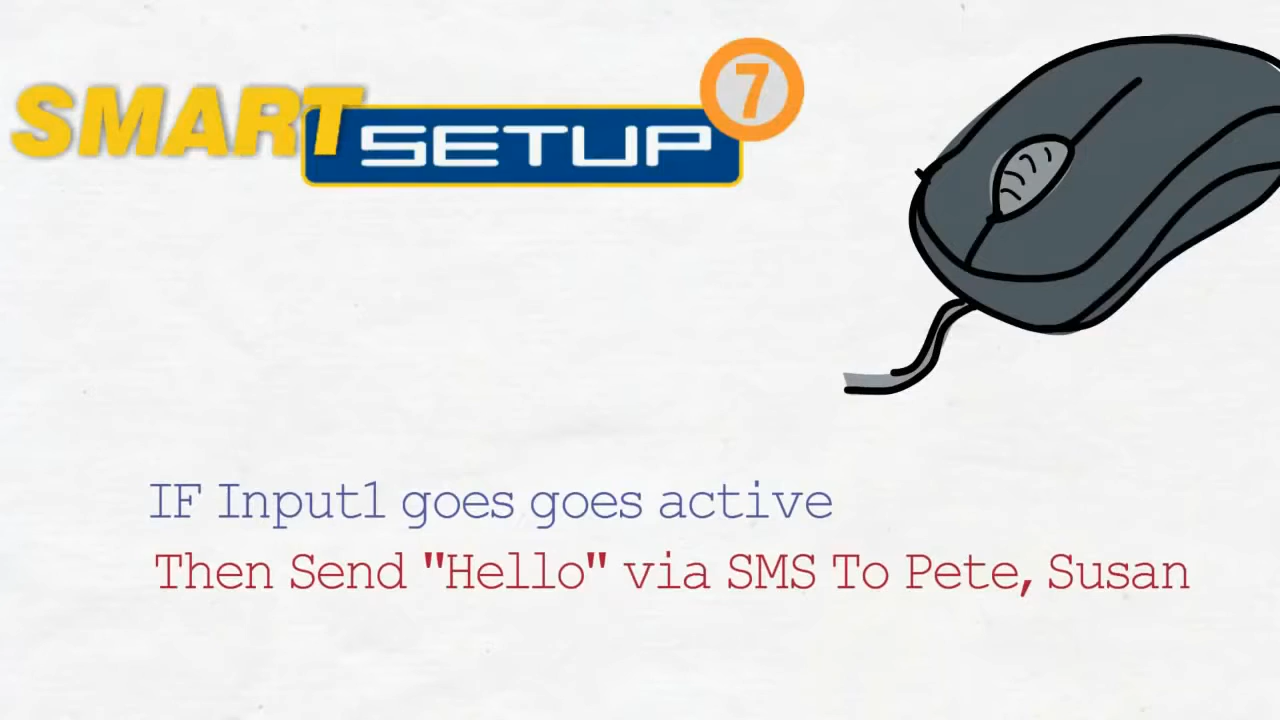 SMART SETUP 7
IF Input1 goes goes active
Then Send "Hello" via SMS To Pete, Susan